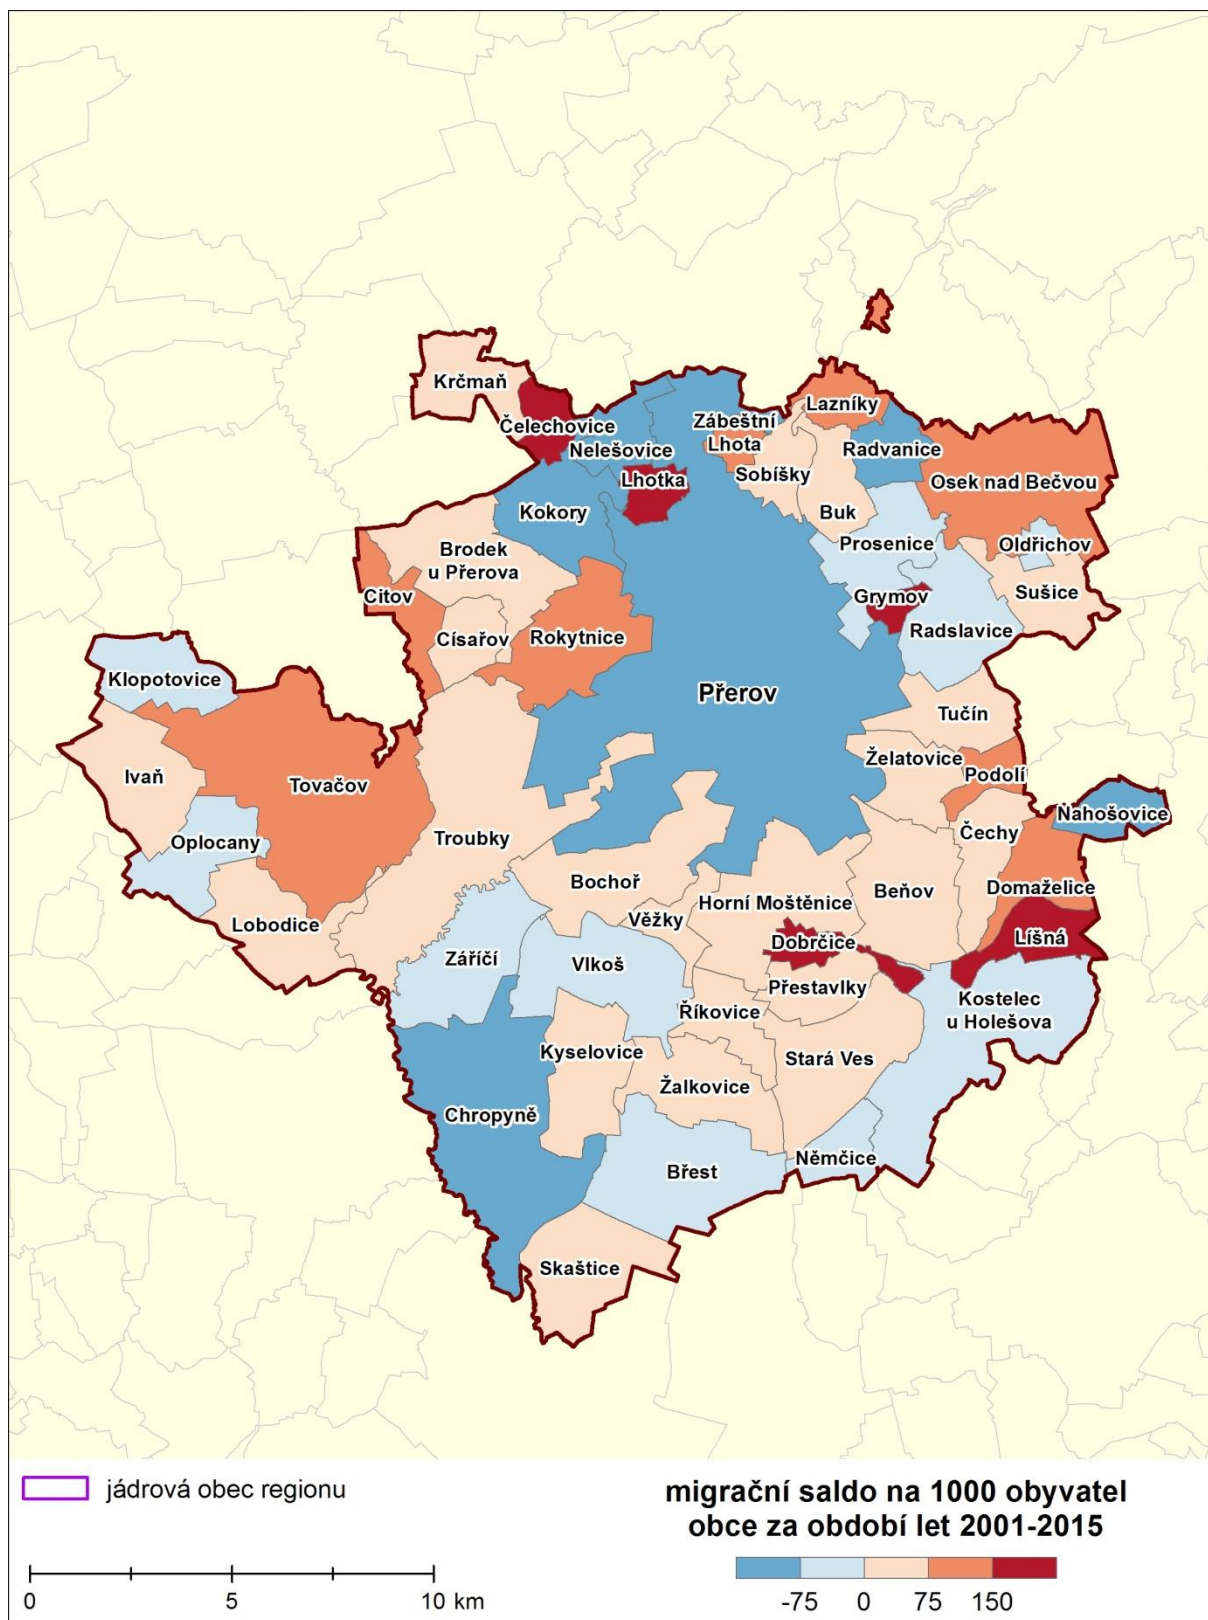 Krčmaň
Čelechovice
Nelešovice
Zábeštní
Lhota
Lazníky
Radvanice
Sobíšky
Osek nad Bečvou
Lhotka
Kokory
Buk
Prosenice
Oldřichov
Brodek
u Přerova
Sušice
Citov
Grymov
Císařov
Rokytnice
Radslavice
Klopotovice
Přerov
Tučín
Želatovice
Ivaň
Tovačov
Podolí
Nahošovice
Oplocany
Troubky
Čechy
Bochoř
Beňov
Domaželice
Horní Moštěnice
Lobodice
Věžky
Dobrčice
Líšná
Záříčí
Vlkoš
Přestavlky
Kostelec
u Holešova
Říkovice
Kyselovice
Stará Ves
Žalkovice
Chropyně
Břest
Němčice
Skaštice
jádrová obec regionu
migrační saldo na 1000 obyvatel
obce za období let 2001-2015
0 5 10 km
-75 0 75 150